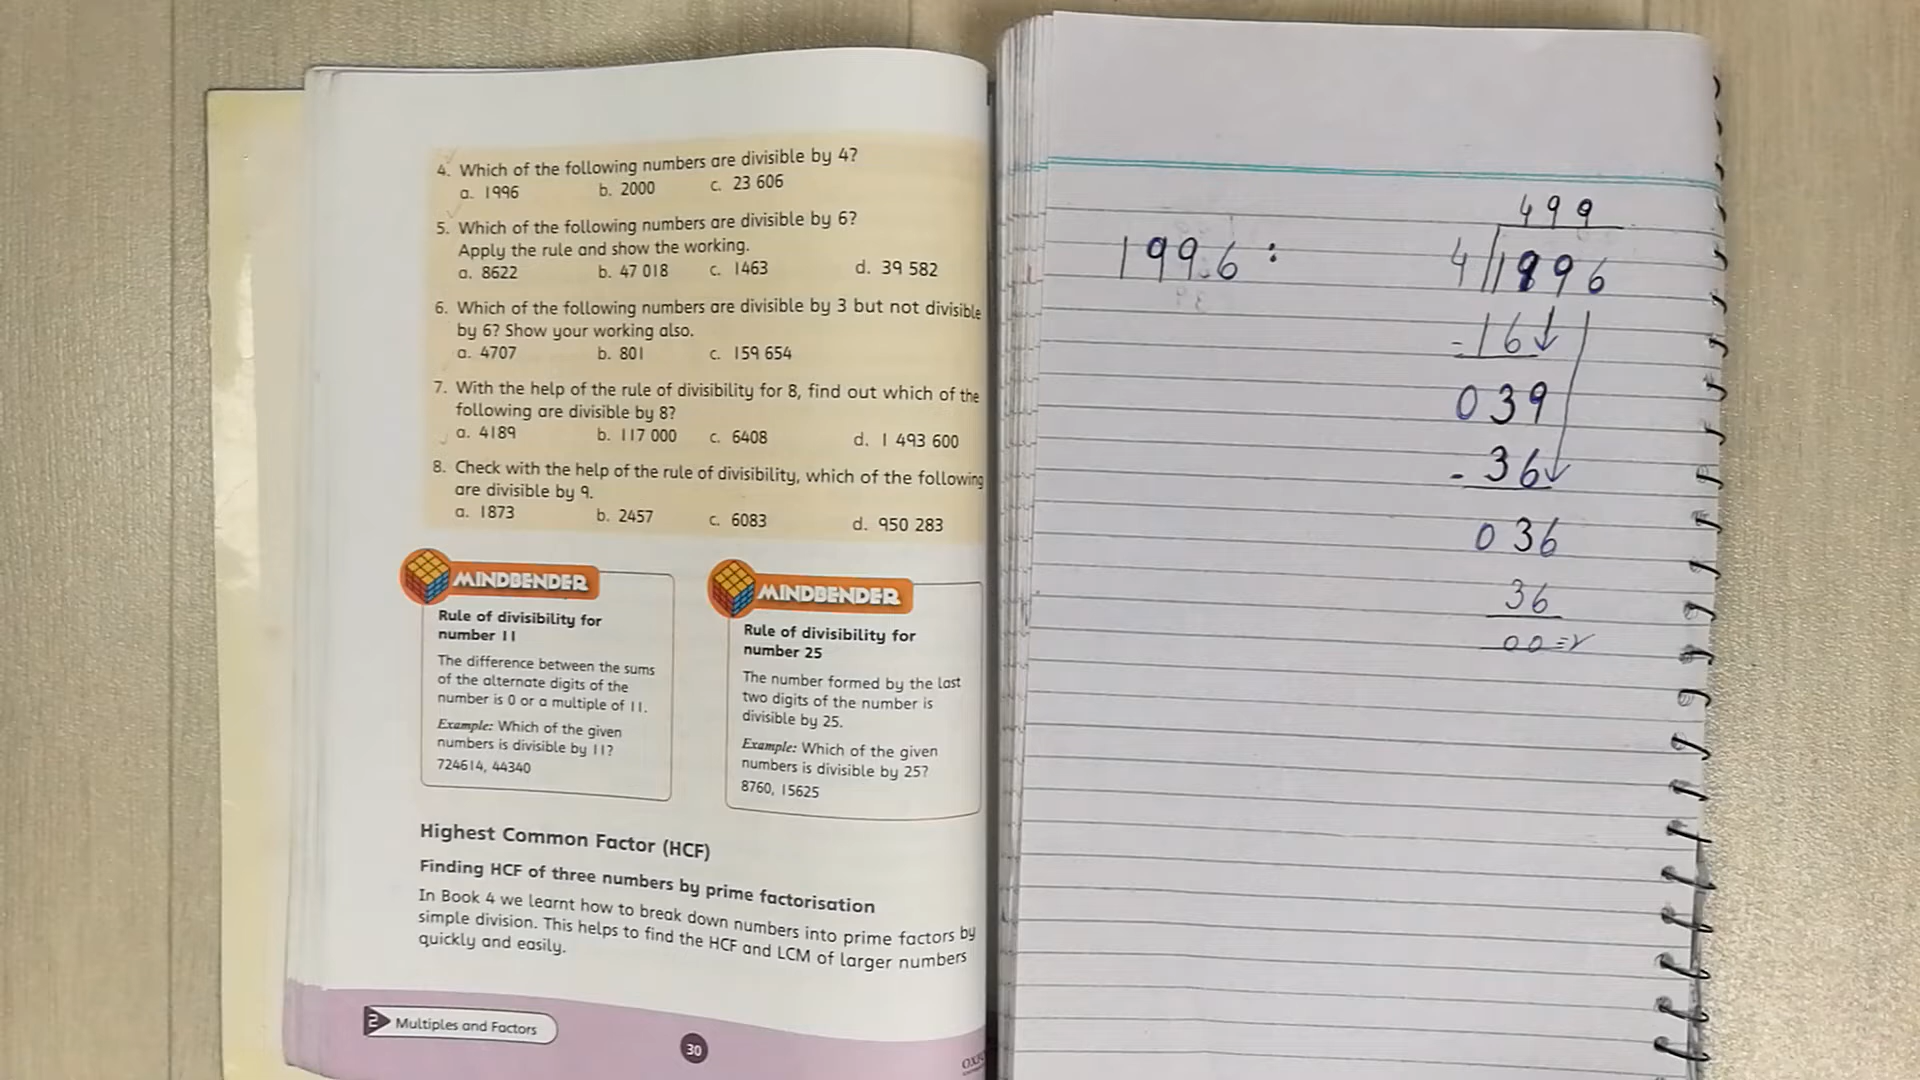 4. Which of the following numbers are divisible by 4?
a. 1996 b. 2000 c. 23 606
5. Which of the following numbers are divisible by 6?
Apply the rule and show the working.
a. 8622 b. 47 018 c. 1463 d. 39 582
6. Which of the following numbers are divisible by 3 but not divisible
by 6? Show your working also.
a. 4707 b. 801 c. 159 654
7. With the help of the rule of divisibility for 8, find out which of the
following are divisible by 8?
a. 4189 b. 117 000 c. 6408 d. 1 493 600
8. Check with the help of the rule of divisibility, which of the following
are divisible by 9.
a. 1873 b. 2457 c. 6083 d. 950 283
MINDBENDER
Rule of divisibility for
number 11
The difference between the sums
of the alternate digits of the
number is 0 or a multiple of 11.
Example: Which of the given
numbers is divisible by 11?
724614, 44340
MINDBENDER
Rule of divisibility for
number 25
The number formed by the last
two digits of the number is
divisible by 25.
Example: Which of the given
numbers is divisible by 25?
8760, 15625
Highest Common Factor (HCF)
Finding HCF of three numbers by prime factorisation
In Book 4 we learnt how to break down numbers into prime factors by
simple division. This helps to find the HCF and LCM of larger numbers
quickly and easily.
2 Multiples and Factors
30
1996 :
499
4 1996
- 16
039
- 36
036
36
00 = r